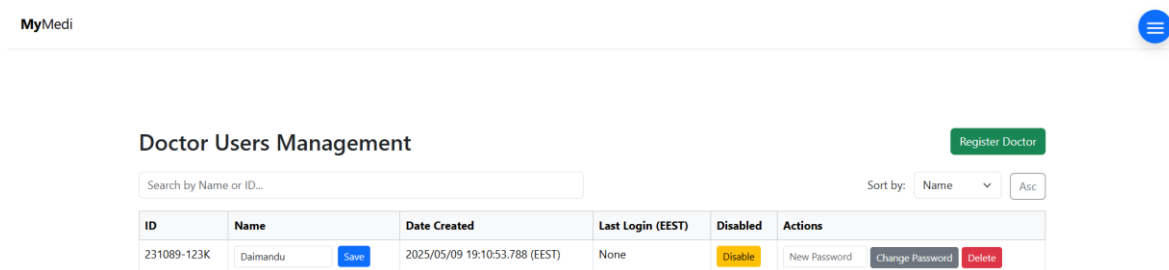 MyMedi
Doctor Users Management
Register Doctor
Search by Name or ID...
Sort by: Name Asc
ID Name Date Created Last Login (EEST) Disabled Actions
231089-123K Daimandu Save 2025/05/09 19:10:53.788 (EEST) None Disable New Password Change Password Delete